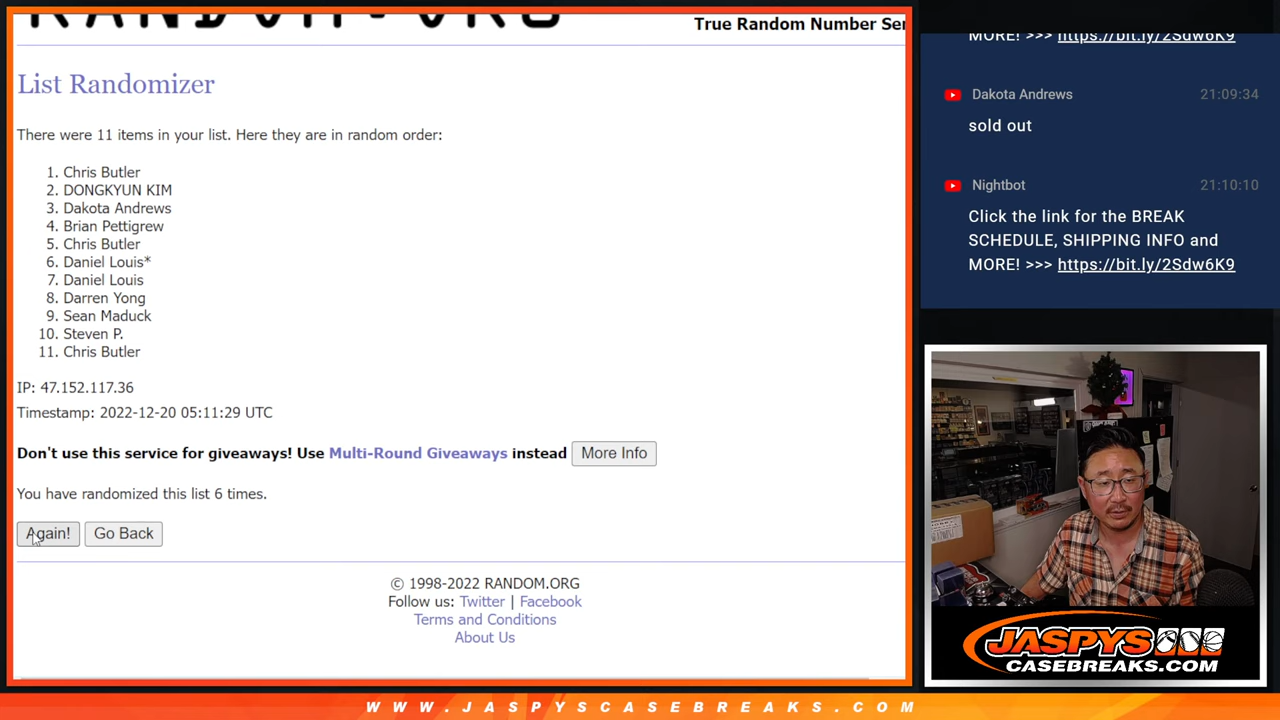 RANDOM.ORG
True Random Number Ser
List Randomizer
There were 11 items in your list. Here they are in random order:
1. Chris Butler
2. DONGKYUN KIM
3. Dakota Andrews
4. Brian Pettigrew
5. Chris Butler
6. Daniel Louis*
7. Daniel Louis
8. Darren Yong
9. Sean Maduck
10. Steven P.
11. Chris Butler
IP: 47.152.117.36
Timestamp: 2022-12-20 05:11:29 UTC
Don't use this service for giveaways! Use Multi-Round Giveaways instead More Info
You have randomized this list 6 times.
Again! Go Back
© 1998-2022 RANDOM.ORG
Follow us: Twitter | Facebook
Terms and Conditions
About Us
MORE! >>> https://bit.ly/2Sdw6K9
Dakota Andrews 21:09:34
sold out
Nightbot 21:10:10
Click the link for the BREAK
SCHEDULE, SHIPPING INFO and
MORE! >>> https://bit.ly/2Sdw6K9
JASPYS
CASEBREAKS.COM
WWW.JASPYSCASEBREAKS.COM